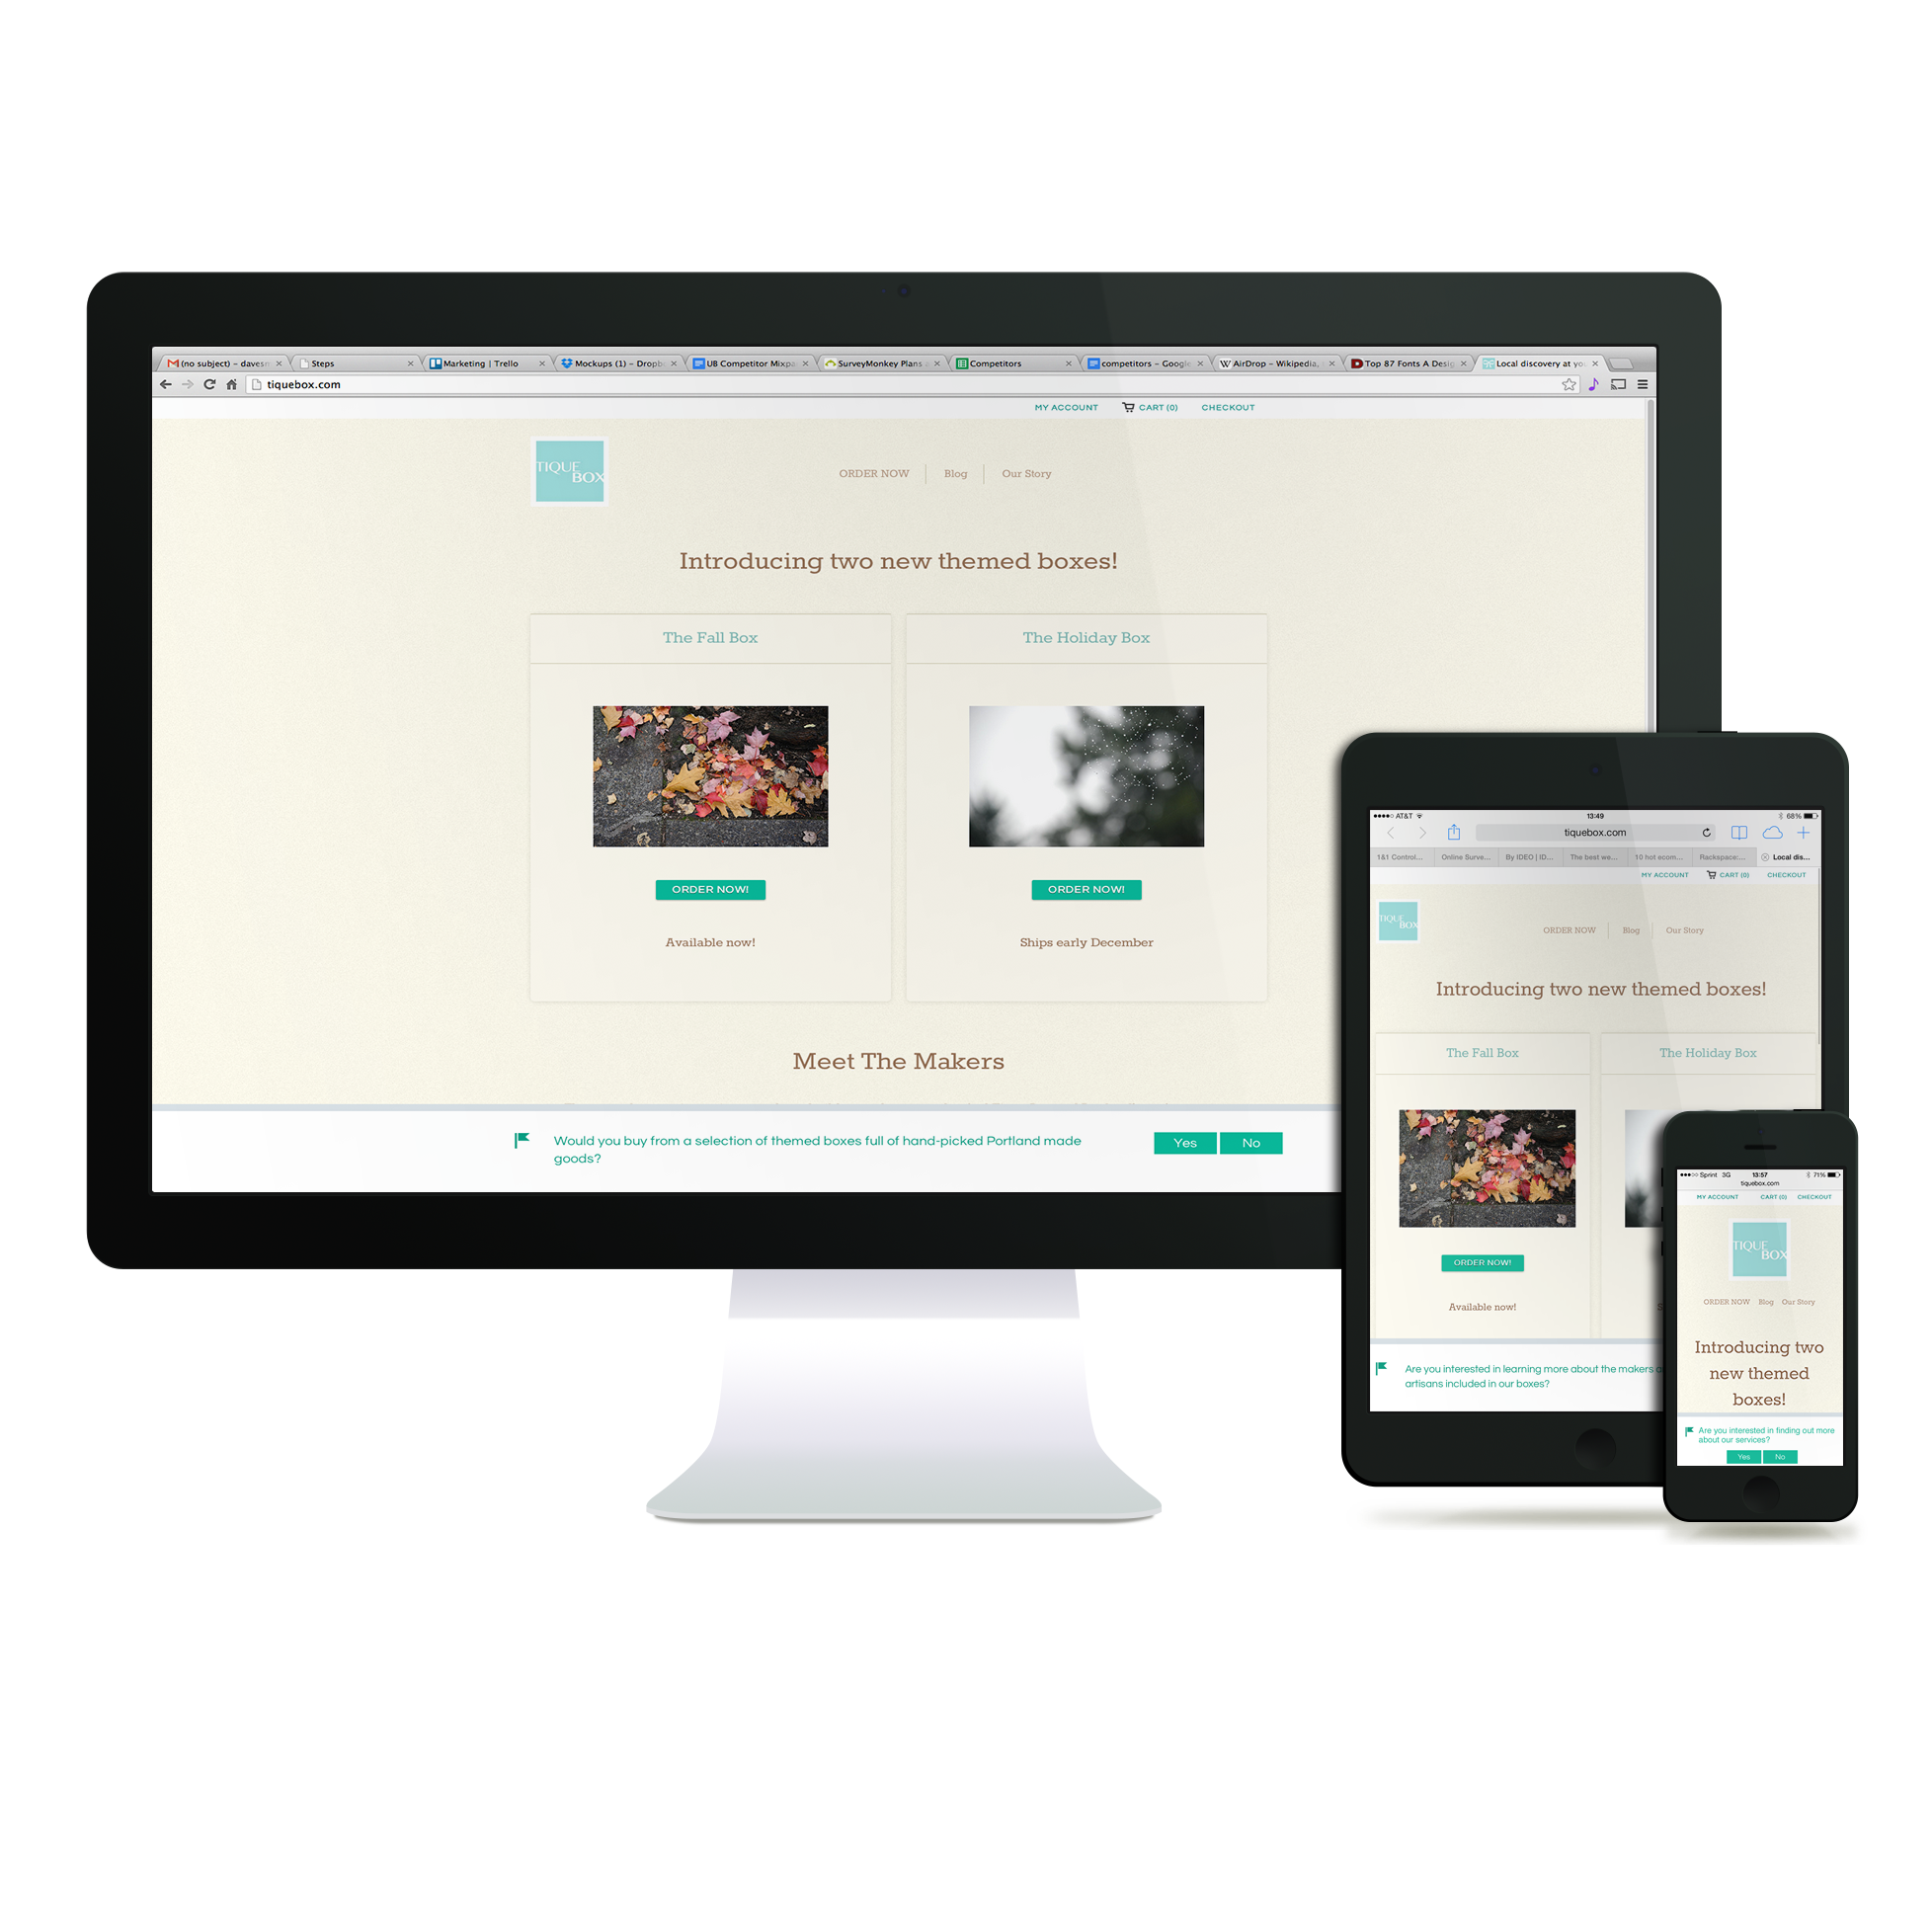 (no subject) – davesn
Steps
Marketing | Trello
Mockups (1) – Dropb
UB Competitor Mixpa
SurveyMonkey Plans a
Competitors
competitors – Google
AirDrop – Wikipedia,
Top 87 Fonts A Desig
Local discovery at yo
tiquebox.com
MY ACCOUNT
CART (0)
CHECKOUT
TIQUE
BOX
ORDER NOW
Blog
Our Story
Introducing two new themed boxes!
The Fall Box
The Holiday Box
ORDER NOW!
ORDER NOW!
Available now!
Ships early December
Meet The Makers
Would you buy from a selection of themed boxes full of hand-picked Portland made
goods?
Yes
No
AT&T
13:49
68%
tiquebox.com
1&1 Control...
Online Surve...
By IDEO | ID...
The best we...
10 hot ecom...
Rackspace:...
Local dis...
MY ACCOUNT
CART (0)
CHECKOUT
TIQUE
BOX
ORDER NOW
Blog
Our Story
Introducing two new themed boxes!
The Fall Box
The Holiday Box
ORDER NOW!
Available now!
Are you interested in learning more about the makers
artisans included in our boxes?
Sprint 3G
13:57
71%
tiquebox.com
MY ACCOUNT
CART (0)
CHECKOUT
TIQUE
BOX
ORDER NOW
Blog
Our Story
Introducing two
new themed
boxes!
Are you interested in finding out more
about our services?
Yes
No